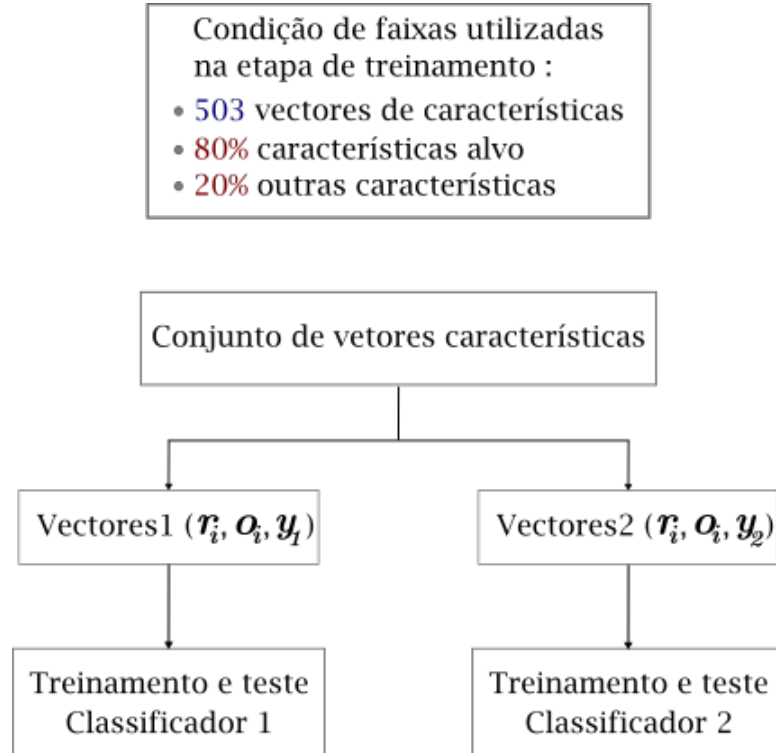 Condição de faixas utilizadas
na etapa de treinamento :
• 503 vectores de características
• 80% características alvo
• 20% outras características
Conjunto de vetores características
Vectores1 (r_i, o_i, y_1)
Vectores2 (r_i, o_i, y_2)
Treinamento e teste
Classificador 1
Treinamento e teste
Classificador 2